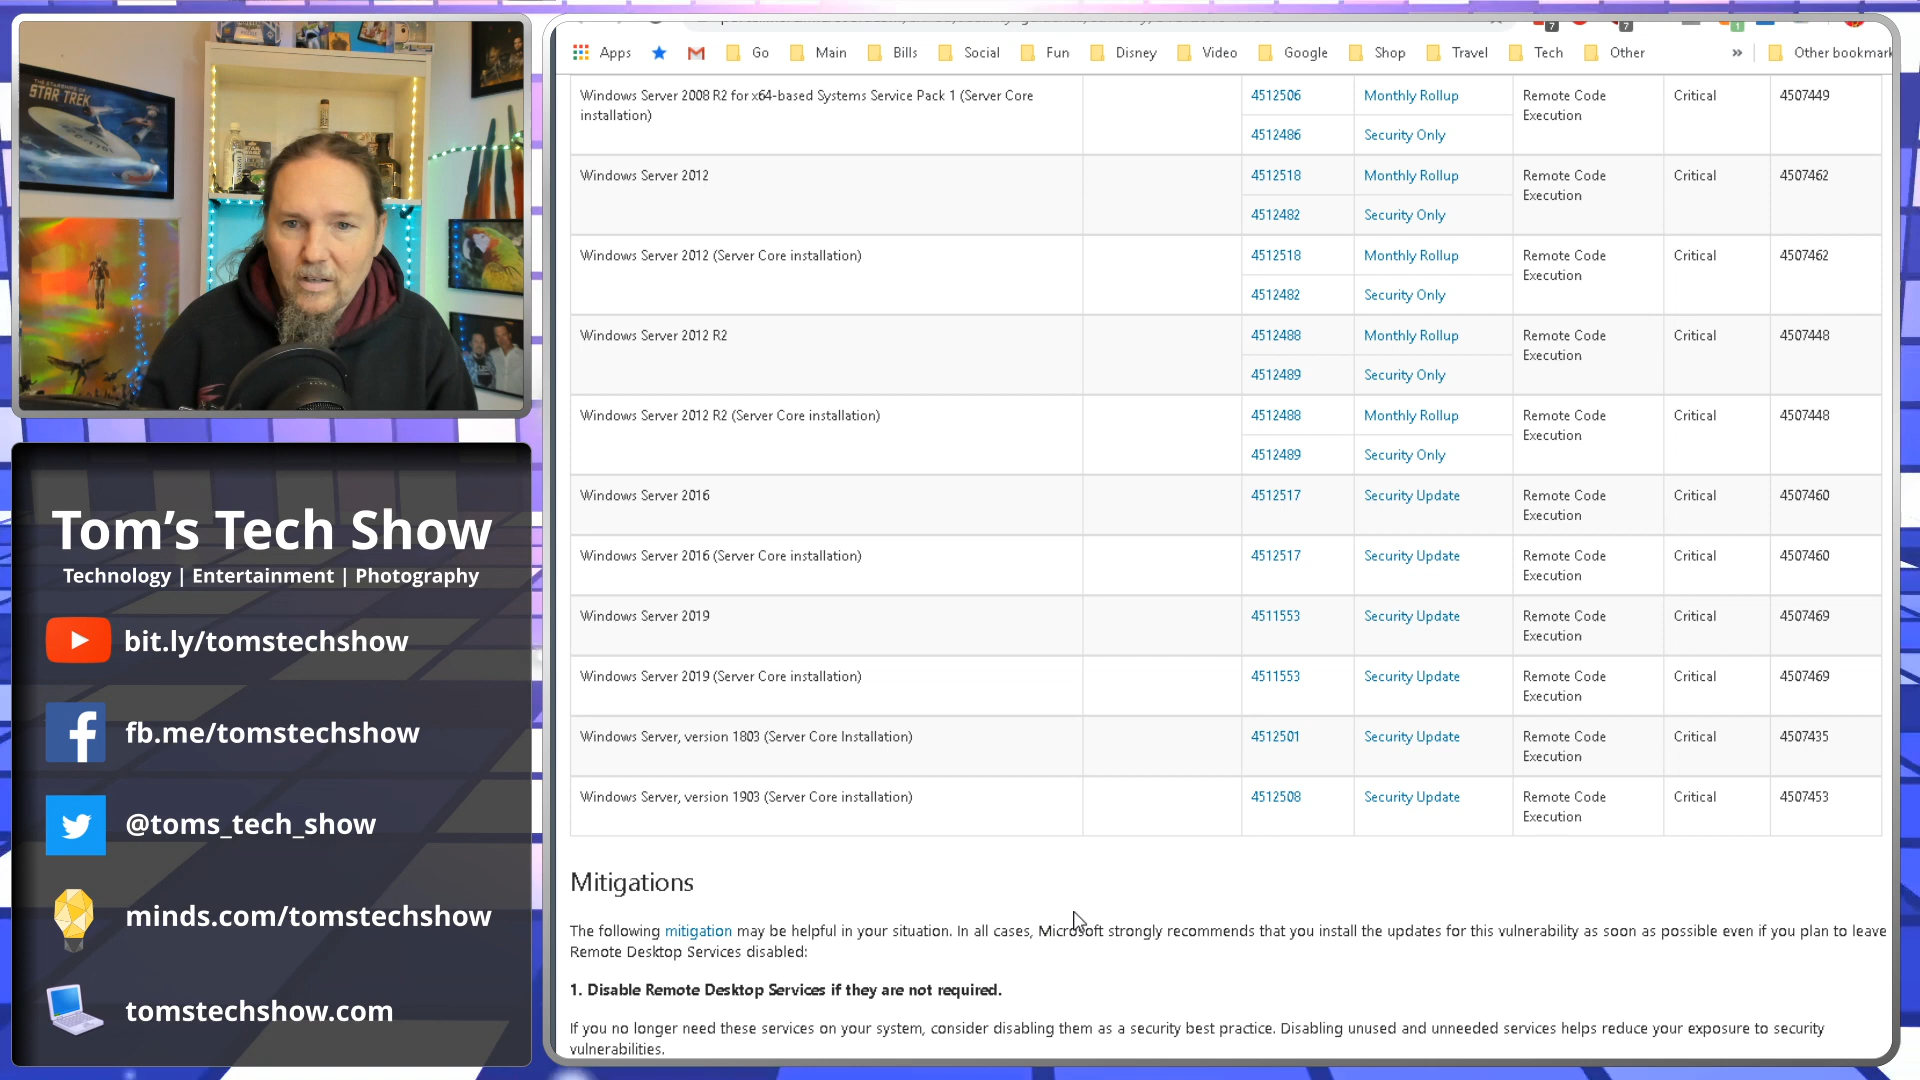 THE STARSHIPS OF
STAR TREK
Tom's Tech Show
Technology | Entertainment | Photography
bit.ly/tomstechshow
fb.me/tomstechshow
@toms_tech_show
minds.com/tomstechshow
tomstechshow.com
7 7 1
Apps Go Main Bills Social Fun Disney Video Google Shop Travel Tech Other » Other bookmark
Windows Server 2008 R2 for x64-based Systems Service Pack 1 (Server Core 4512506 Monthly Rollup Remote Code Critical 4507449
installation) Execution
4512486 Security Only
Windows Server 2012 4512518 Monthly Rollup Remote Code Critical 4507462
Execution
4512482 Security Only
Windows Server 2012 (Server Core installation) 4512518 Monthly Rollup Remote Code Critical 4507462
Execution
4512482 Security Only
Windows Server 2012 R2 4512488 Monthly Rollup Remote Code Critical 4507448
Execution
4512489 Security Only
Windows Server 2012 R2 (Server Core installation) 4512488 Monthly Rollup Remote Code Critical 4507448
Execution
4512489 Security Only
Windows Server 2016 4512517 Security Update Remote Code Critical 4507460
Execution
Windows Server 2016 (Server Core installation) 4512517 Security Update Remote Code Critical 4507460
Execution
Windows Server 2019 4511553 Security Update Remote Code Critical 4507469
Execution
Windows Server 2019 (Server Core installation) 4511553 Security Update Remote Code Critical 4507469
Execution
Windows Server, version 1803 (Server Core Installation) 4512501 Security Update Remote Code Critical 4507435
Execution
Windows Server, version 1903 (Server Core installation) 4512508 Security Update Remote Code Critical 4507453
Execution
Mitigations
The following mitigation may be helpful in your situation. In all cases, Microsoft strongly recommends that you install the updates for this vulnerability as soon as possible even if you plan to leave
Remote Desktop Services disabled:
1. Disable Remote Desktop Services if they are not required.
If you no longer need these services on your system, consider disabling them as a security best practice. Disabling unused and unneeded services helps reduce your exposure to security
vulnerabilities.